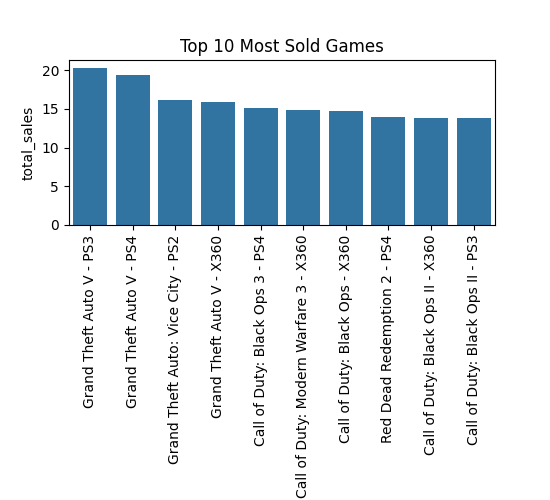 Top 10 Most Sold Games
total_sales
20
15
10
5
0
Grand Theft Auto V - PS3
Grand Theft Auto V - PS4
Grand Theft Auto: Vice City - PS2
Grand Theft Auto V - X360
Call of Duty: Black Ops 3 - PS4
Call of Duty: Modern Warfare 3 - X360
Call of Duty: Black Ops - X360
Red Dead Redemption 2 - PS4
Call of Duty: Black Ops II - X360
Call of Duty: Black Ops II - PS3